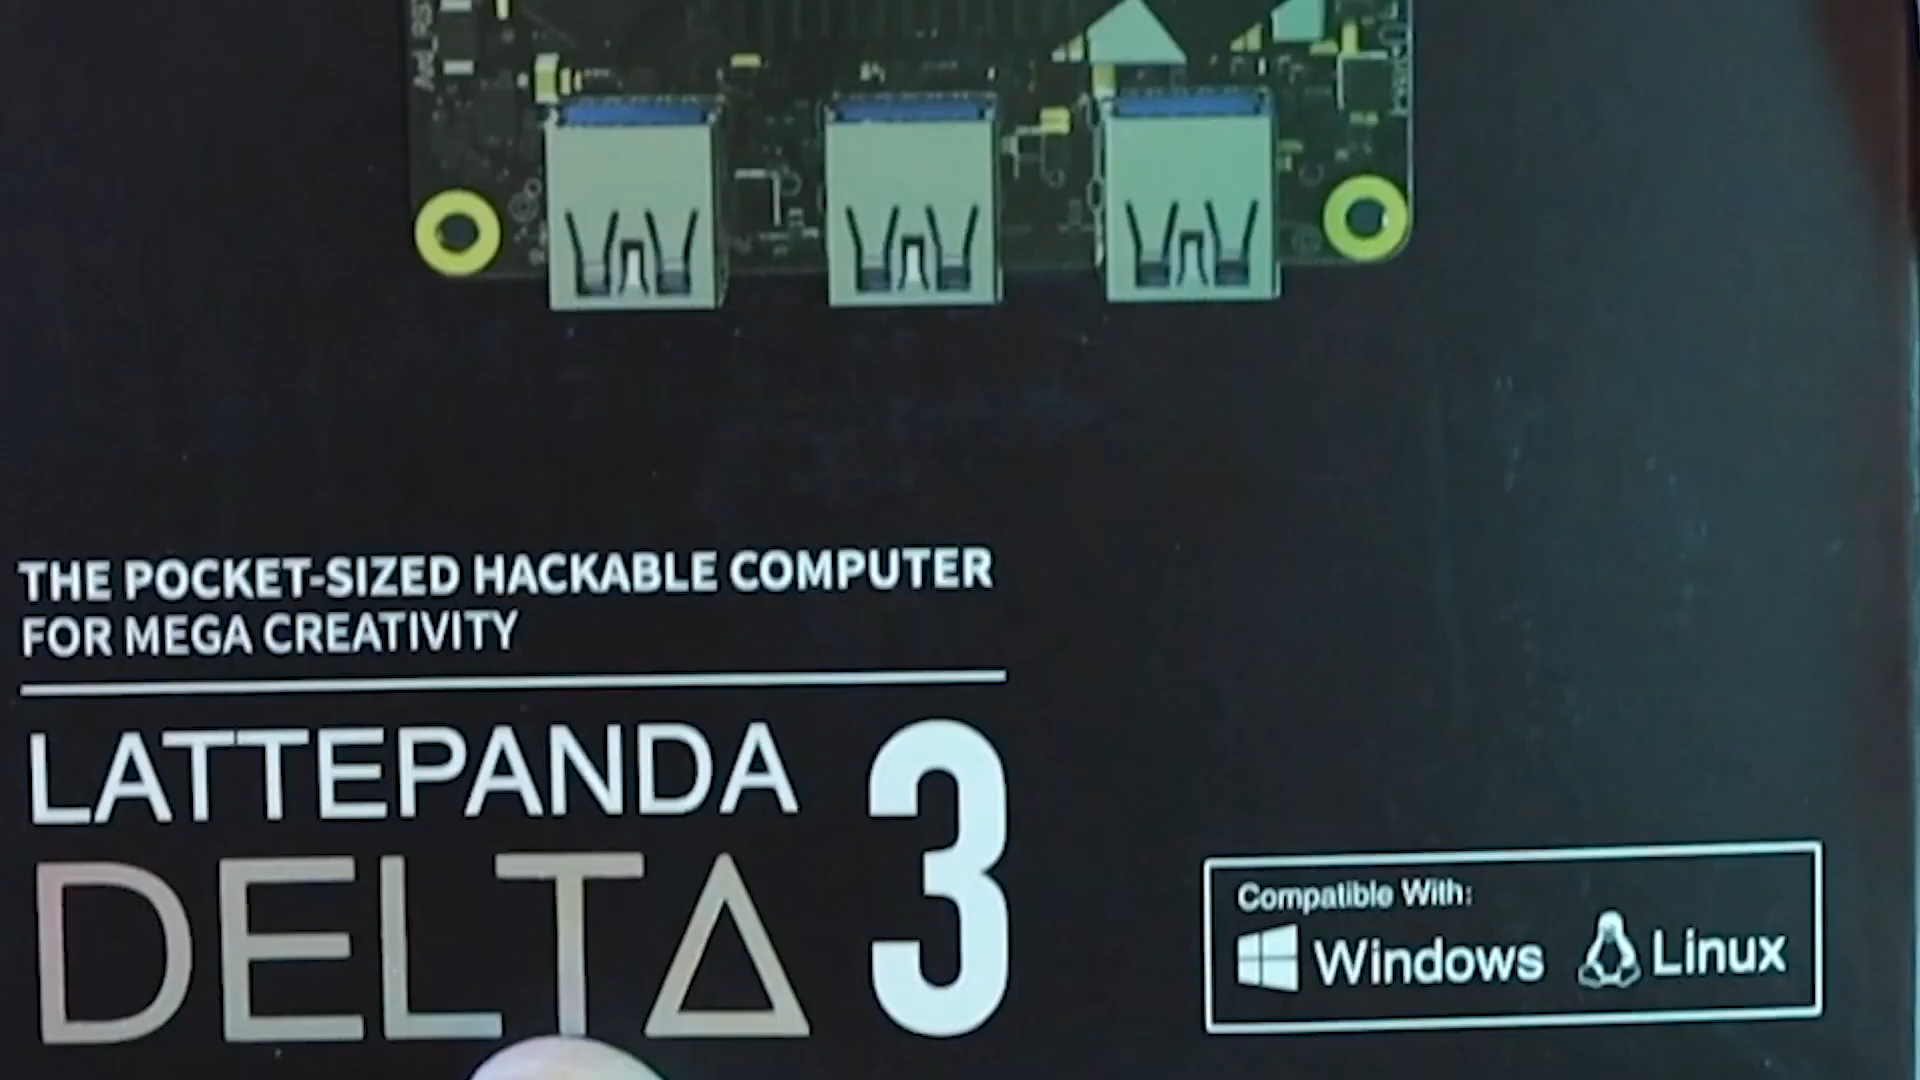 THE POCKET-SIZED HACKABLE COMPUTER
FOR MEGA CREATIVITY
LATTEPANDA
DELTA 3
Compatible With:
Windows Linux